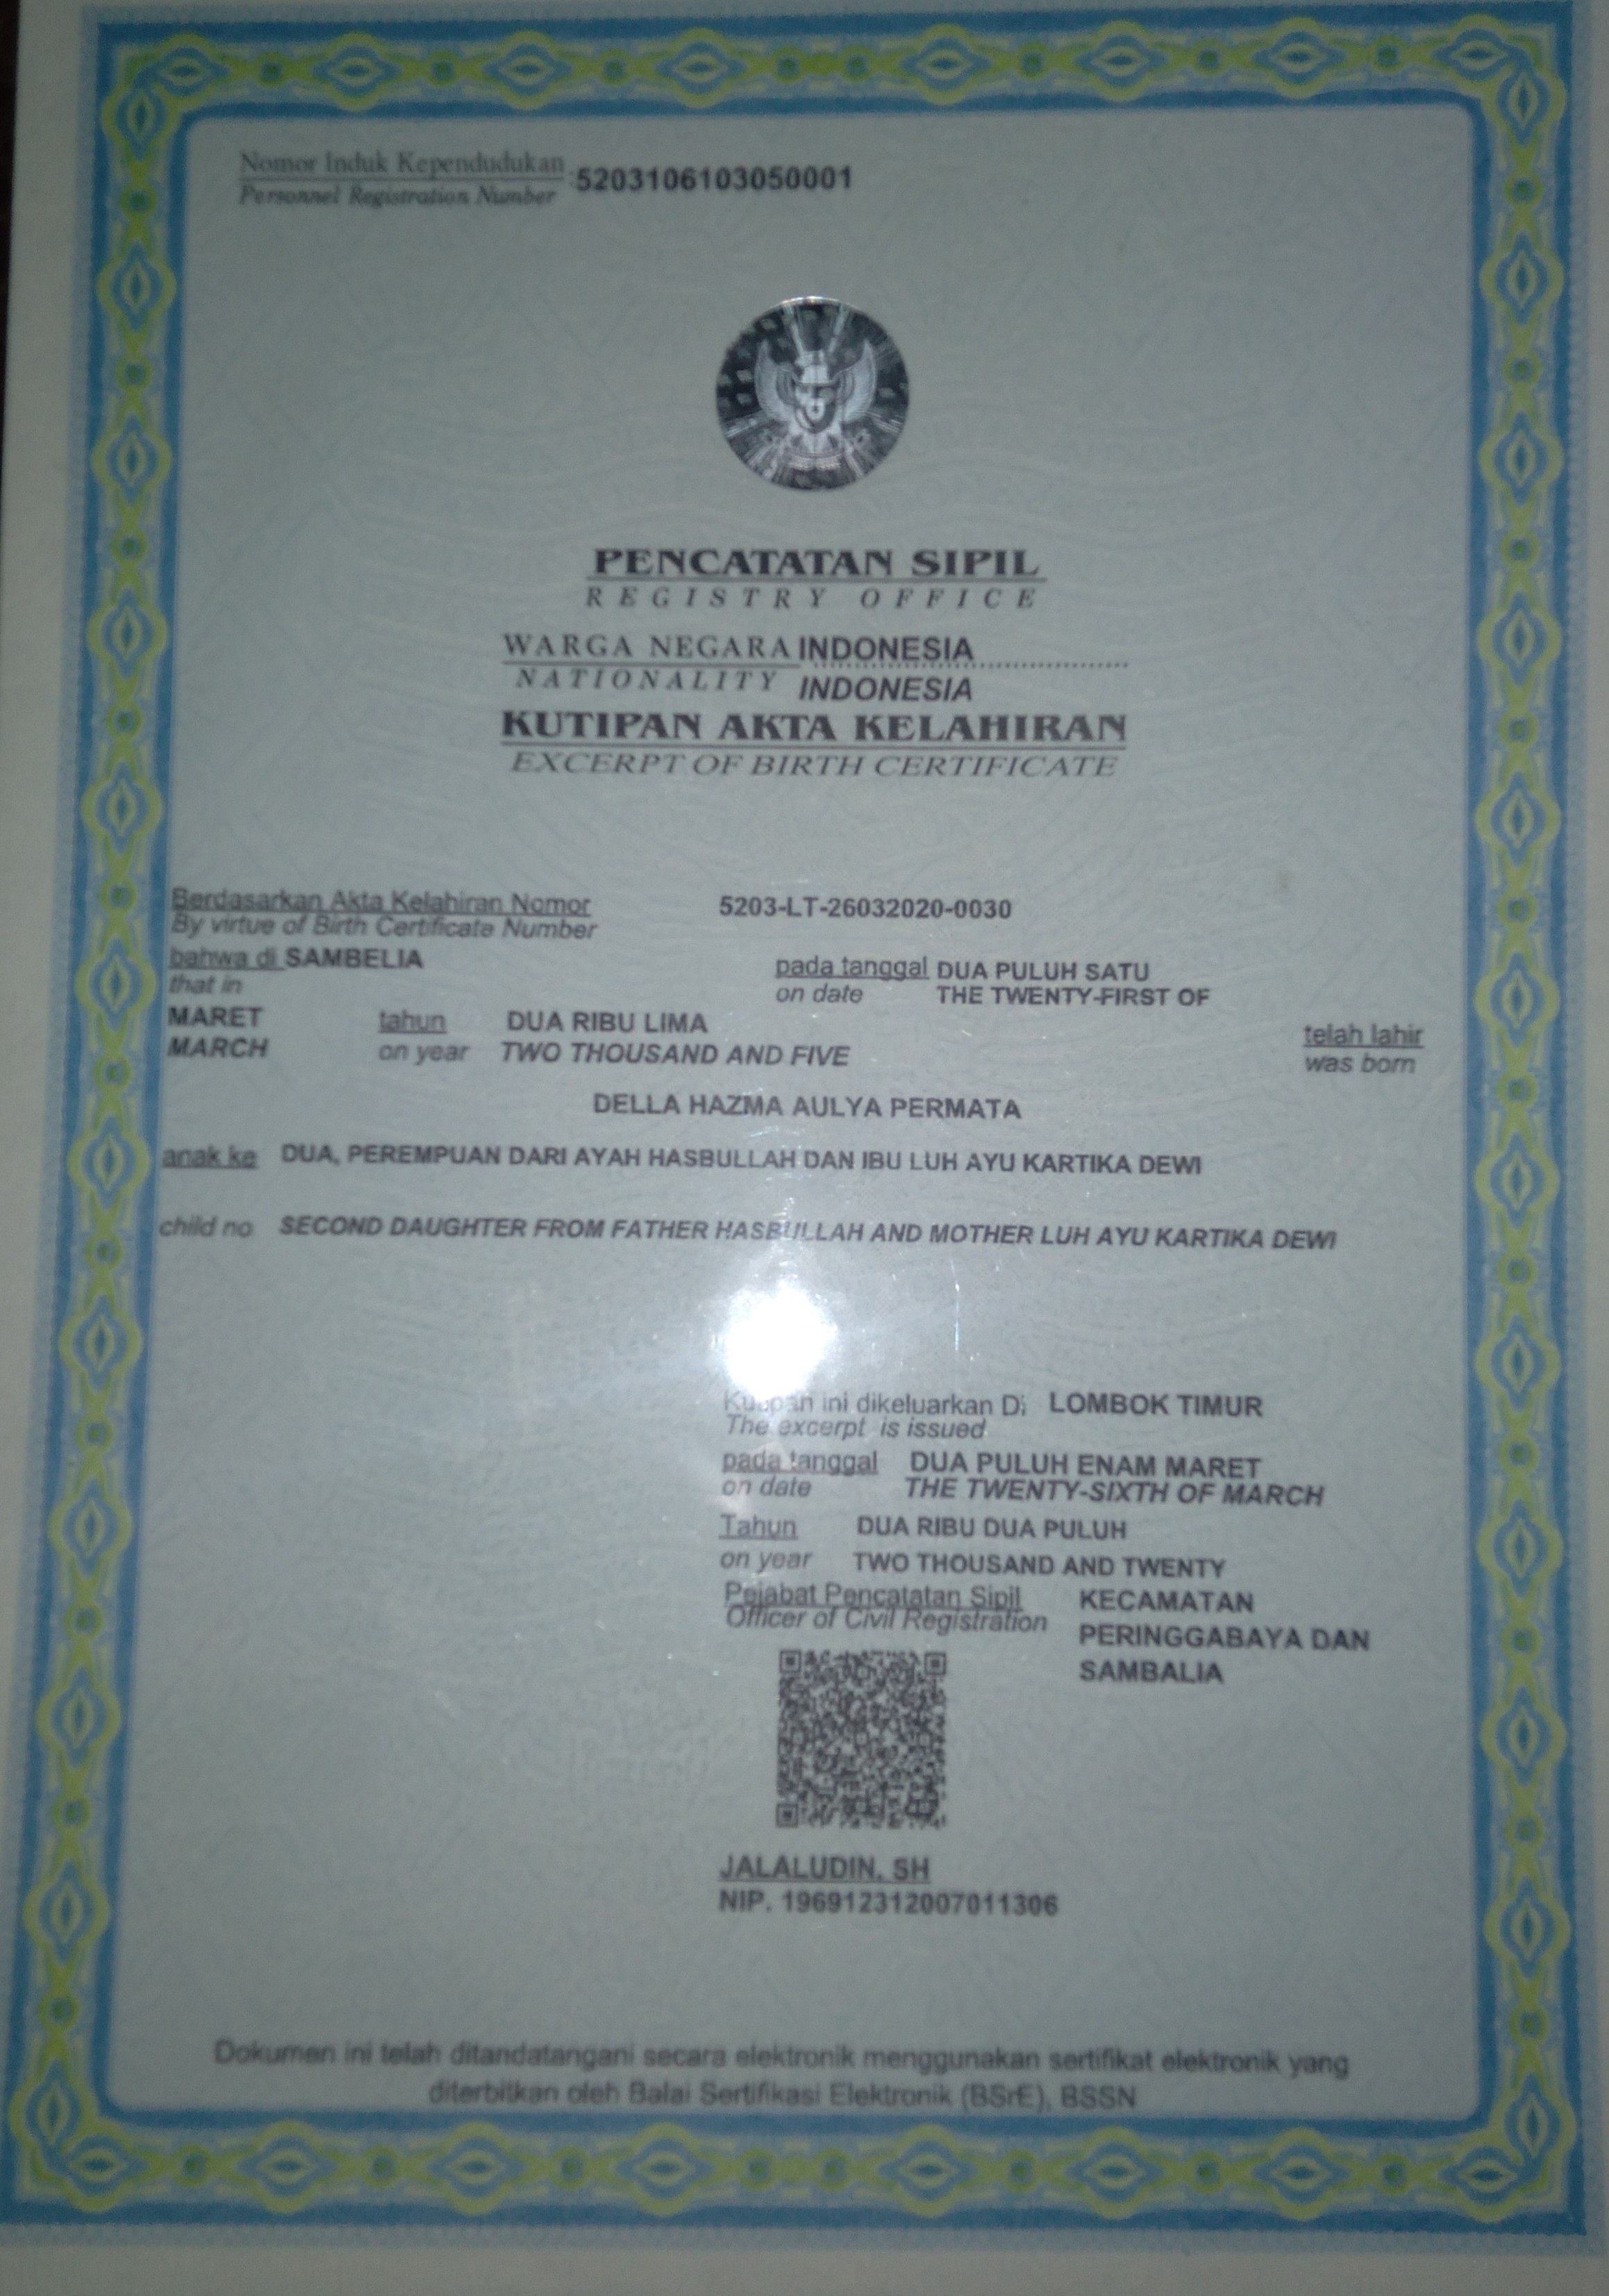 Nomor Induk Kependudukan
Personnel Registration Number
:5203106103050001
PENCATATAN SIPIL
REGISTRY OFFICE
WARGA NEGARA INDONESIA
NATIONALITY INDONESIA
KUTIPAN AKTA KELAHIRAN
EXCERPT OF BIRTH CERTIFICATE
Berdasarkan Akta Kelahiran Nomor 5203-LT-26032020-0030
By virtue of Birth Certificate Number
bahwa di SAMBELIA pada tanggal DUA PULUH SATU
that in on date THE TWENTY-FIRST OF
MARET tahun DUA RIBU LIMA telah lahir
MARCH on year TWO THOUSAND AND FIVE was born
DELLA HAZMA AULYA PERMATA
anak ke DUA, PEREMPUAN DARI AYAH HASBULLAH DAN IBU LUH AYU KARTIKA DEWI
child no SECOND DAUGHTER FROM FATHER HASBULLAH AND MOTHER LUH AYU KARTIKA DEWI
Kutipan ini dikeluarkan Di LOMBOK TIMUR
The excerpt is issued
pada tanggal DUA PULUH ENAM MARET
on date THE TWENTY-SIXTH OF MARCH
Tahun DUA RIBU DUA PULUH
on year TWO THOUSAND AND TWENTY
Pejabat Pencatatan Sipil KECAMATAN
Officer of Civil Registration PERINGGABAYA DAN
SAMBALIA
JALALUDIN, SH
NIP. 196912312007011306
Dokumen ini telah ditandatangani secara elektronik menggunakan sertifikat elektronik yang
diterbitkan oleh Balai Sertifikasi Elektronik (BSrE), BSSN